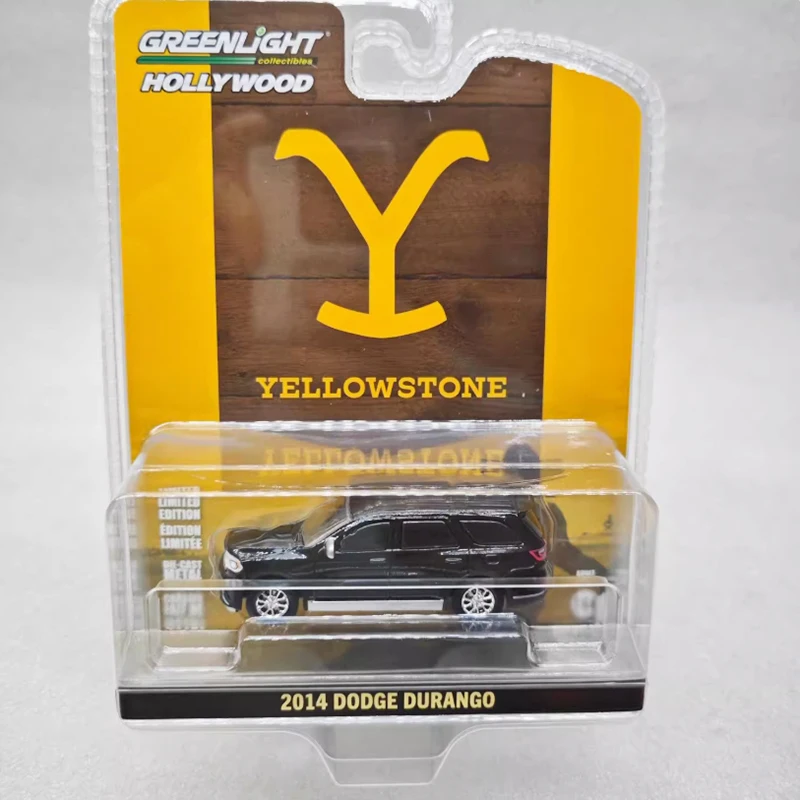 GREENLIGHT
collectibles
HOLLYWOOD
Y
YELLOWSTONE
LIMITED
EDITION
ÉDITION
LIMITÉE
DIE-CAST
METAL
2014 DODGE DURANGO